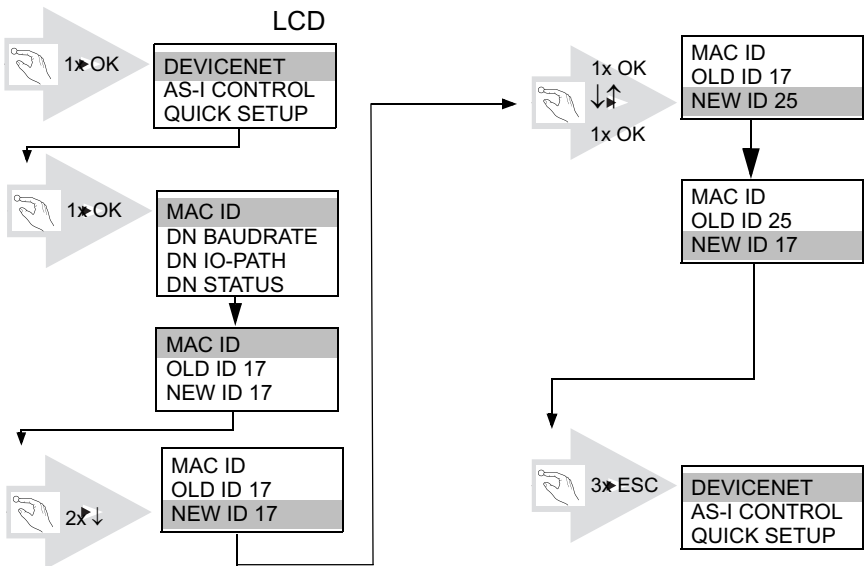 LCD
1x OK
DEVICENET
AS-I CONTROL
QUICK SETUP
1x OK
MAC ID
DN BAUDRATE
DN IO-PATH
DN STATUS
MAC ID
OLD ID 17
NEW ID 17
2x ↓
MAC ID
OLD ID 17
NEW ID 17
1x OK
↓↑
1x OK
MAC ID
OLD ID 17
NEW ID 25
MAC ID
OLD ID 25
NEW ID 17
3x ESC
DEVICENET
AS-I CONTROL
QUICK SETUP